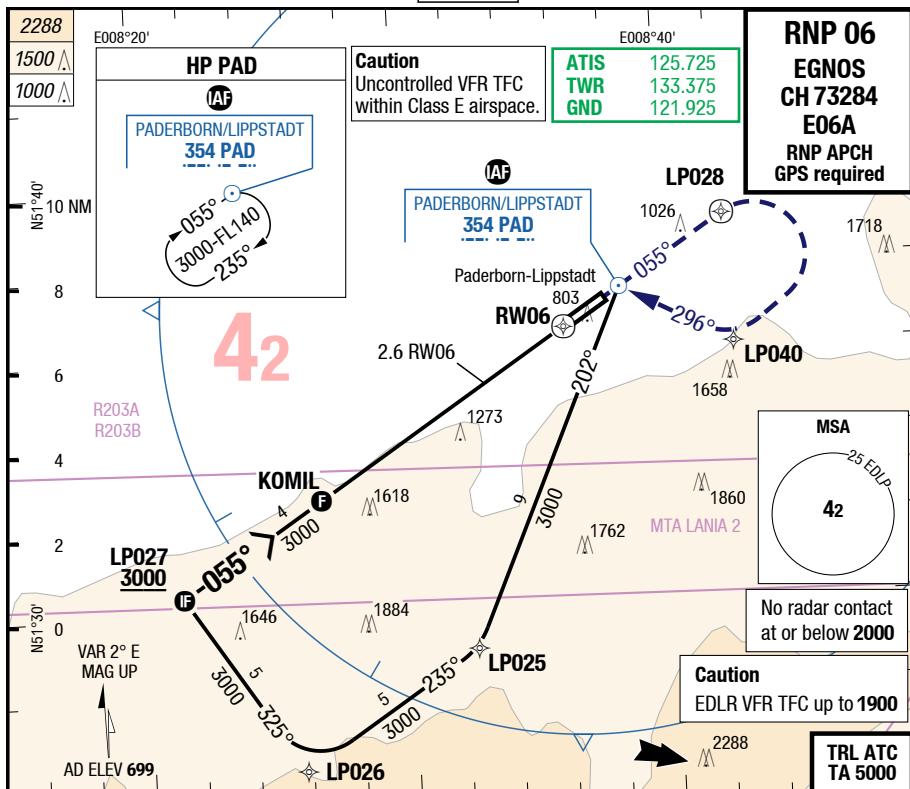 2288
1500
1000
E008°20'
E008°40'
HP PAD
IAF
PADERBORN/LIPPSTADT
354 PAD
055°
3000-FL140
235°
Caution
Uncontrolled VFR TFC
within Class E airspace.
ATIS 125.725
TWR 133.375
GND 121.925
RNP 06
EGNOS
CH 73284
E06A
RNP APCH
GPS required
N51°40'
10 NM
8
6
4
2
0
N51°30'
IAF
PADERBORN/LIPPSTADT
354 PAD
LP028
1026
1718
055°
Paderborn-Lippstadt
803
RW06
296°
LP040
1658
42
2.6 RW06
202°
R203A
R203B
1273
MSA
25 EDLP
42
KOMIL
F
1618
1860
9
3000
4
3000
1762
MTA LANIA 2
LP027
3000
055°
IF
1646
1884
No radar contact
at or below 2000
VAR 2° E
MAG UP
5
3000
325°
5
3000
235°
LP025
Caution
EDLR VFR TFC up to 1900
LP026
2288
AD ELEV 699
TRL ATC
TA 5000